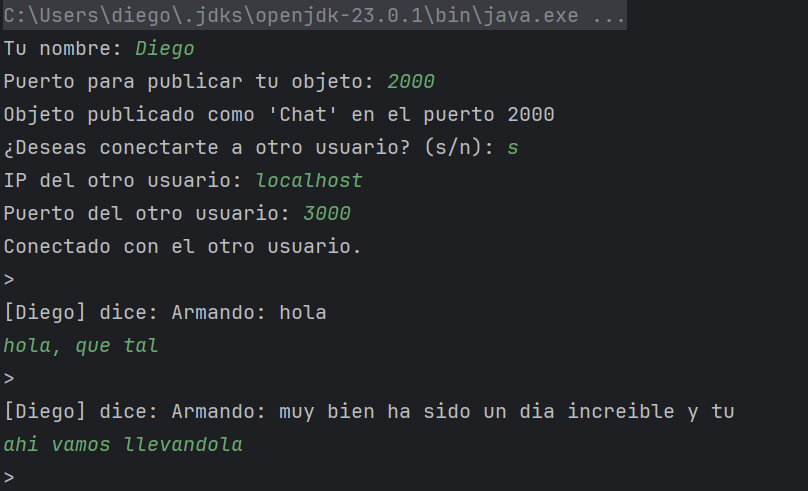 C:\Users\diego\.jdks\openjdk-23.0.1\bin\java.exe ...
Tu nombre: Diego
Puerto para publicar tu objeto: 2000
Objeto publicado como 'Chat' en el puerto 2000
¿Deseas conectarte a otro usuario? (s/n): s
IP del otro usuario: localhost
Puerto del otro usuario: 3000
Conectado con el otro usuario.
>
[Diego] dice: Armando: hola
hola, que tal
>
[Diego] dice: Armando: muy bien ha sido un dia increible y tu
ahi vamos llevandola
>